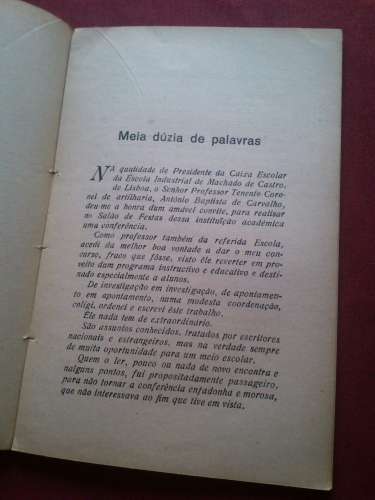 Meia dúzia de palavras
NA qualidade de Presidente da Caixa Escolar
da Escola Industrial de Machado de Castro,
de Lisboa, o Senhor Professor Tenente Coro-
nel de artilharia, António Baptista de Carvalho,
deu-me a honra dum amável convite, para realisar
no Salão de Festas dessa instituição académica
uma conferência.
Como professor também da referida Escola,
acedi da melhor boa vontade a dar o meu con-
curso, fraco que fôsse, visto êle reverter em pro-
veito dum programa instructivo e educativo e desti-
nado especialmente a alunos.
De investigação em investigação, de apontamen-
to em apontamento, numa modesta coordenação,
coligi, ordenei e escrevi êste trabalho.
Êle nada tem de extraordinário.
São assuntos conhecidos, tratados por escritores
nacionais e estrangeiros, mas na verdade sempre
de muita oportunidade para um meio escolar.
Quem o ler, pouco ou nada de novo encontra e
nalguns pontos, fui propositadamente passageiro,
para não tornar a conferência enfadonha e morosa,
que não interessava ao fim que tive em vista.